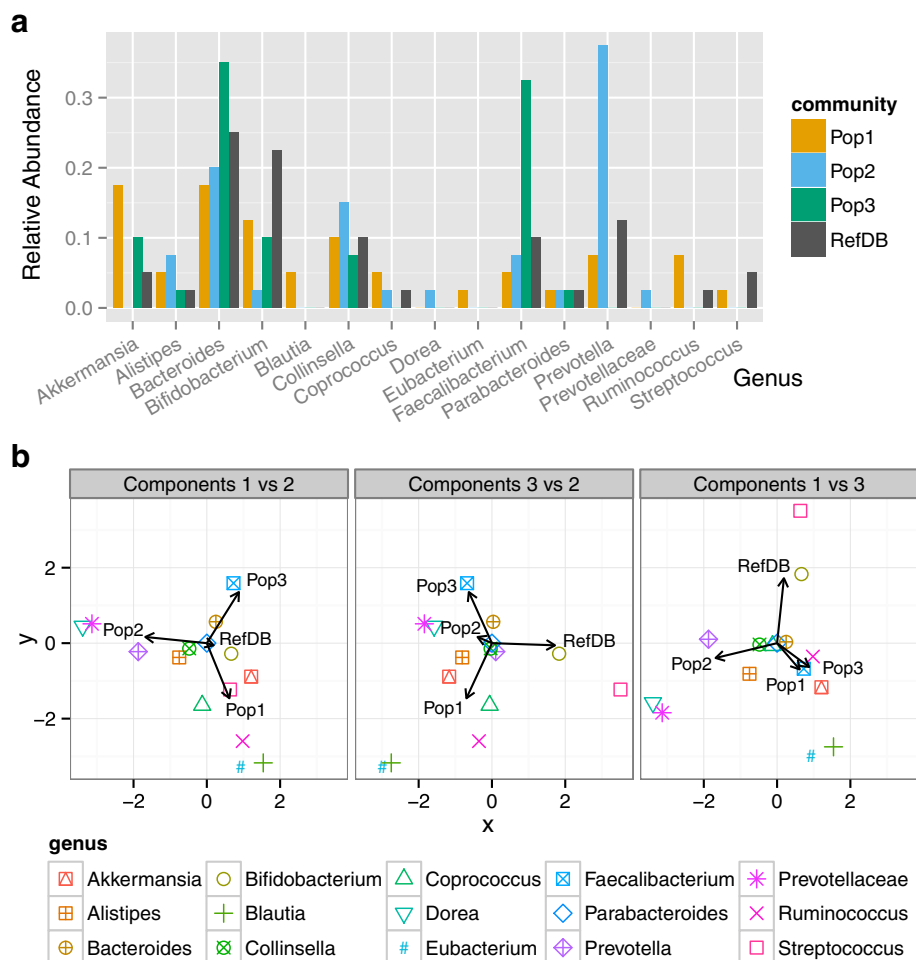 a
Relative Abundance
0.3
0.2
0.1
0.0
Akkermansia
Alistipes
Bacteroides
Bifidobacterium
Blautia
Collinsella
Coprococcus
Dorea
Eubacterium
Faecalibacterium
Parabacteroides
Prevotella
Prevotellaceae
Ruminococcus
Streptococcus
Genus
community
Pop1
Pop2
Pop3
RefDB
b
Components 1 vs 2
Components 3 vs 2
Components 1 vs 3
y
2
0
−2
Pop3
Pop2
RefDB
Pop1
#
Pop3
Pop2
RefDB
Pop1
#
RefDB
Pop2
Pop3
Pop1
#
−2 0 2
−2 0 2
−2 0 2
x
genus
Akkermansia Bifidobacterium Coprococcus Faecalibacterium Prevotellaceae
Alistipes Blautia Dorea Parabacteroides Ruminococcus
Bacteroides Collinsella # Eubacterium Prevotella Streptococcus